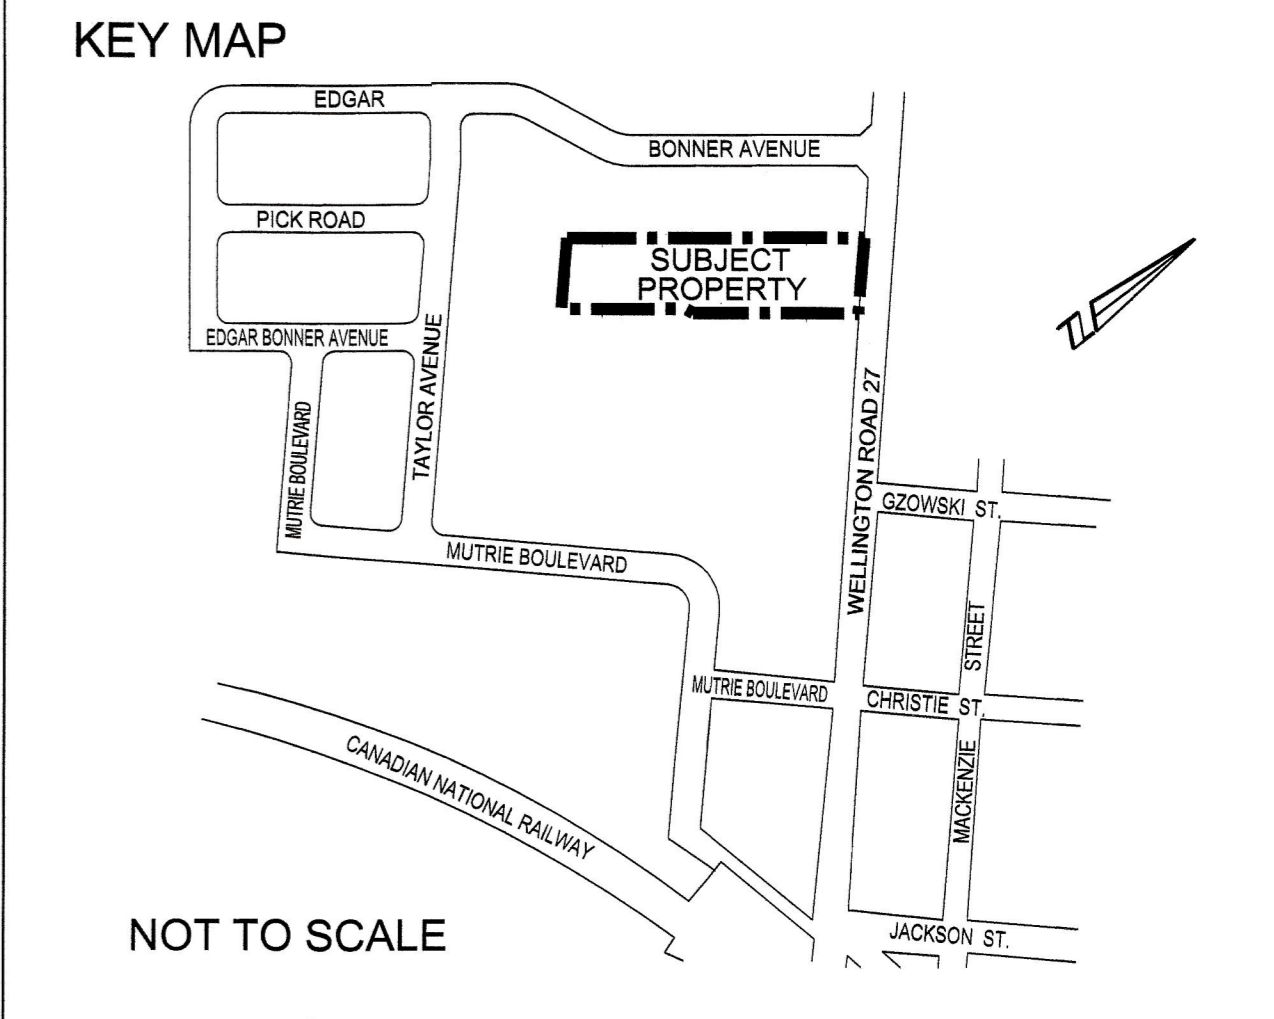 KEY MAP
EDGAR
BONNER AVENUE
PICK ROAD
SUBJECT
PROPERTY
EDGAR BONNER AVENUE
TAYLOR AVENUE
MUTRIE BOULEVARD
WELLINGTON ROAD 27
GZOWSKI ST.
MUTRIE BOULEVARD
STREET
MUTRIE BOULEVARD
CHRISTIE ST.
CANADIAN NATIONAL RAILWAY
MACKENZIE
NOT TO SCALE
JACKSON ST.
N